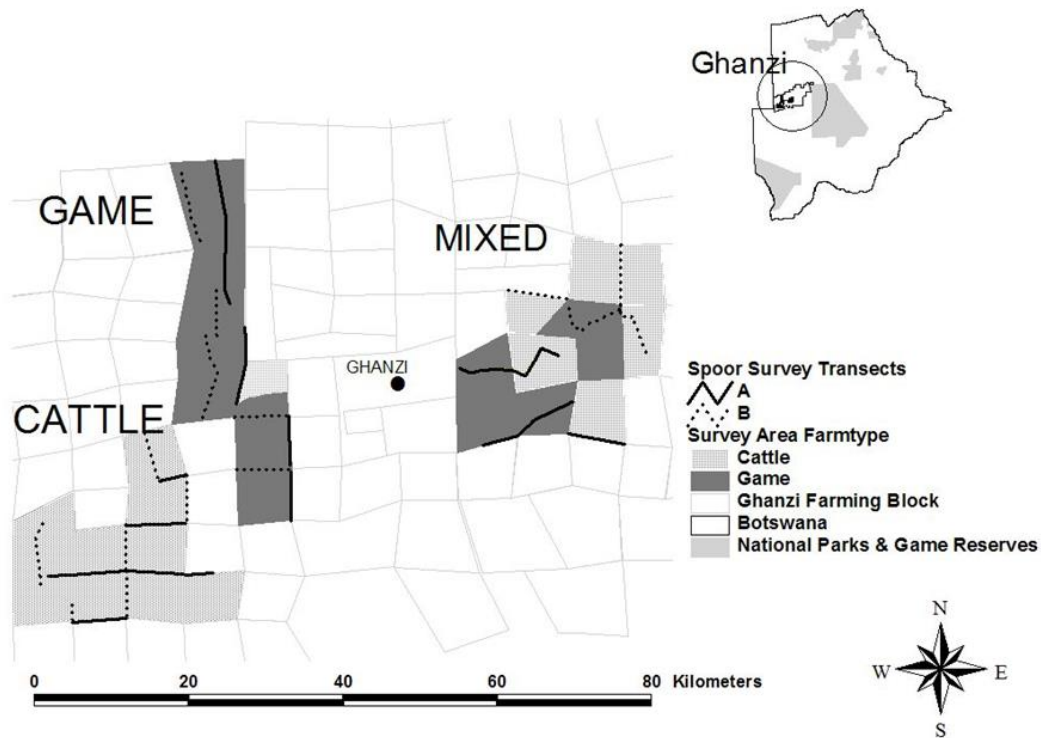 Ghanzi
GAME
MIXED
GHANZI
CATTLE
Spoor Survey Transects
A
B
Survey Area Farmtype
Cattle
Game
Ghanzi Farming Block
Botswana
National Parks & Game Reserves
N
W E
S
0 20 40 60 80 Kilometers